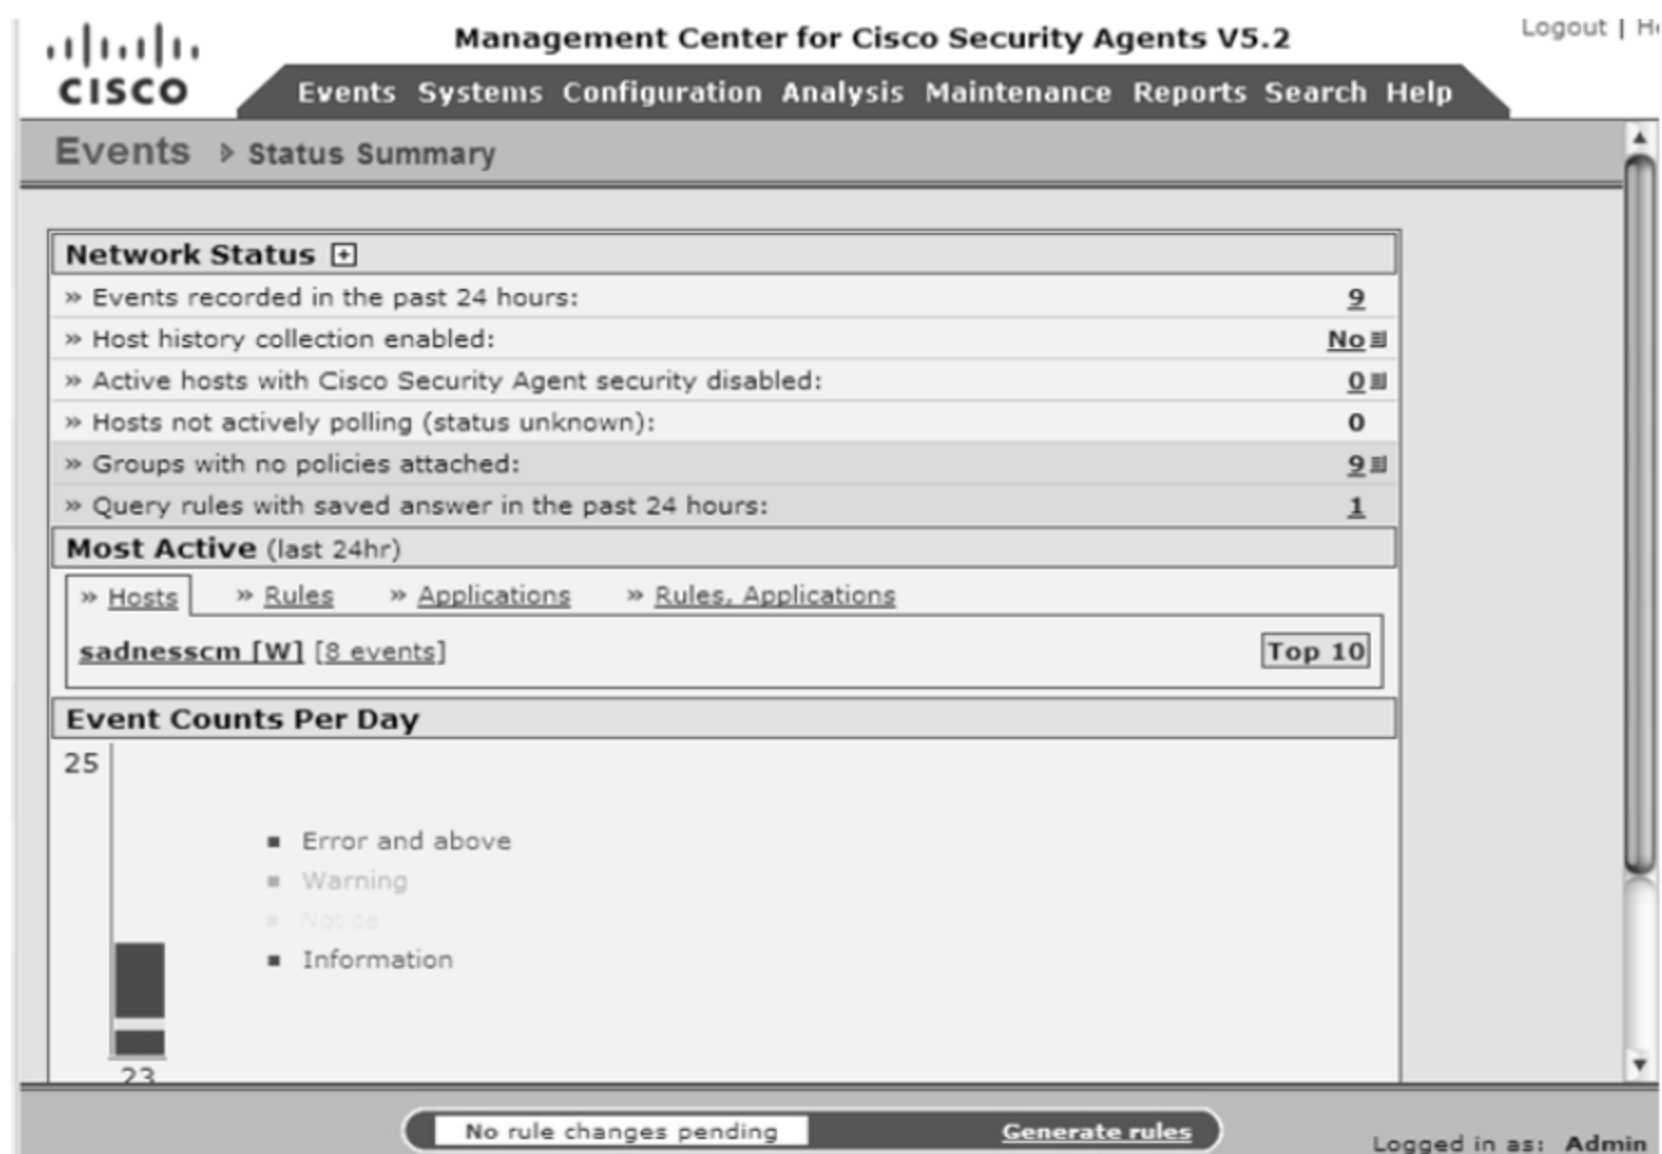 Management Center for Cisco Security Agents V5.2
Logout |
CISCO
Events Systems Configuration Analysis Maintenance Reports Search Help
Events Status Summary
Network Status
» Events recorded in the past 24 hours: 9
» Host history collection enabled: No
» Active hosts with Cisco Security Agent security disabled: 0
» Hosts not actively polling (status unknown): 0
» Groups with no policies attached: 9
» Query rules with saved answer in the past 24 hours: 1
Most Active (last 24hr)
» Hosts » Rules » Applications » Rules, Applications
sadnesscm [W] [8 events] Top 10
Event Counts Per Day
25
Error and above
Warning
Notice
Information
23
No rule changes pending Generate rules
Logged in as: Admin